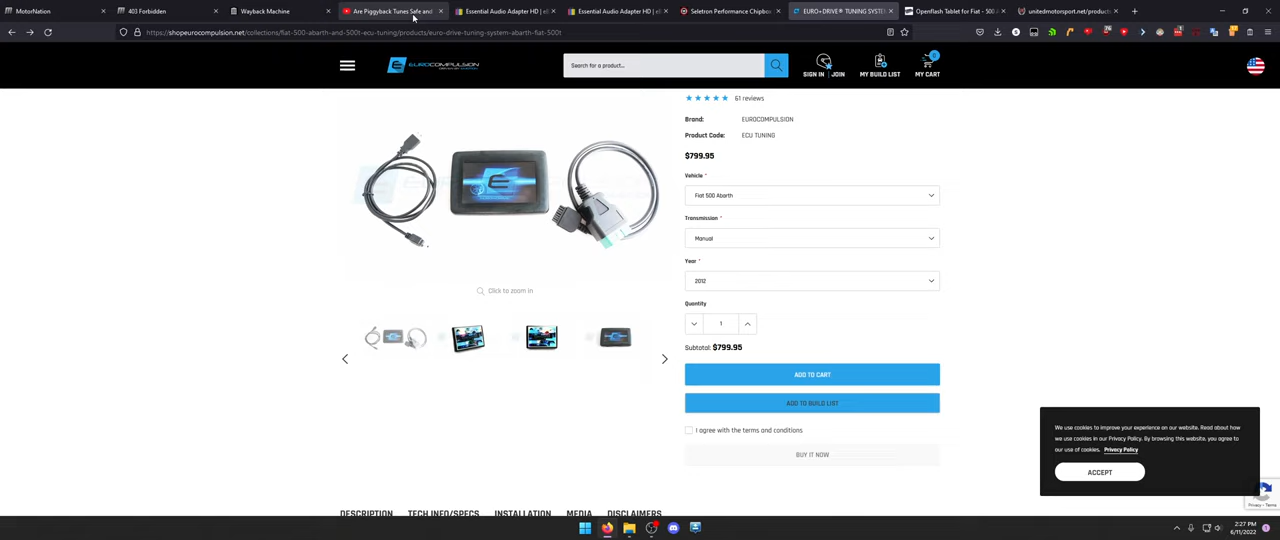 MotorNation
403 Forbidden
Wayback Machine
Are Piggyback Tunes Safe and
Essential Audio Adapter HD | e
Essential Audio Adapter HD | e
Seletron Performance Chipbo
EURO+DRIVE® TUNING SYSTEM
Openflash Tablet for Fiat - 500 A
unitedmotorsport.net/product
https://shopeurocompulsion.net/collections/fiat-500-abarth-and-500t-ecu-tuning/products/euro-drive-tuning-system-abarth-fiat-500t
EUROCOMPULSION
Search for a product...
SIGN IN JOIN
MY BUILD LIST
MY CART
61 reviews
Brand: EUROCOMPULSION
Product Code: ECU TUNING
$799.95
Vehicle *
Fiat 500 Abarth
Transmission *
Manual
Year *
2012
Click to zoom in
Quantity
1
Subtotal: $799.95
ADD TO CART
ADD TO BUILD LIST
I agree with the terms and conditions
BUY IT NOW
We use cookies to improve your experience on our website. Read about how
we use cookies in our Privacy Policy. By browsing this website, you agree to
our use of cookies. Privacy Policy
ACCEPT
Privacy - Terms
DESCRIPTION TECH INFO/SPECS INSTALLATION MEDIA DISCLAIMERS
2:27 PM
6/11/2022